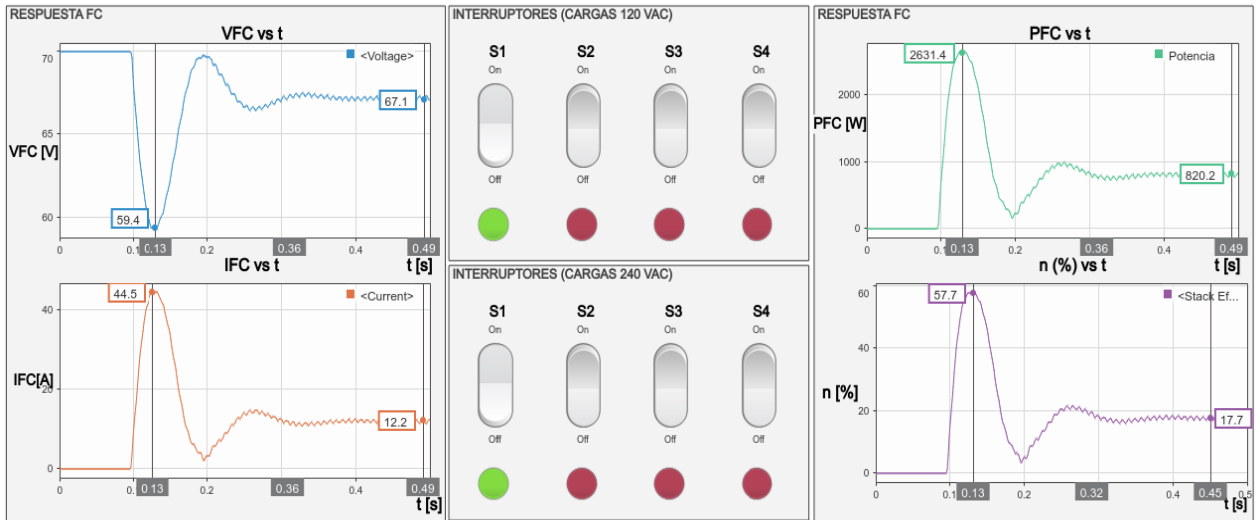 RESPUESTA FC
VFC vs t
<Voltage>
70
65
60
VFC [V]
67.1
59.4
0
0.1
0.13
0.2
0.36
0.4
0.49
t [s]
IFC vs t
<Current>
44.5
40
20
0
IFC[A]
12.2
0
0.1
0.13
0.2
0.36
0.4
0.49
t [s]
INTERRUPTORES (CARGAS 120 VAC)
S1 S2 S3 S4
On On On On
Off Off Off Off
INTERRUPTORES (CARGAS 240 VAC)
S1 S2 S3 S4
On On On On
Off Off Off Off
RESPUESTA FC
PFC vs t
2631.4
Potencia
2000
PFC [W]
1000
820.2
0
0
0.1
0.13
0.2
0.36
0.4
0.49
t [s]
n (%) vs t
60
57.7
<Stack Ef...
40
n [%]
20
17.7
0
0
0.1
0.13
0.2
0.32
0.4
0.45
0.5
t [s]